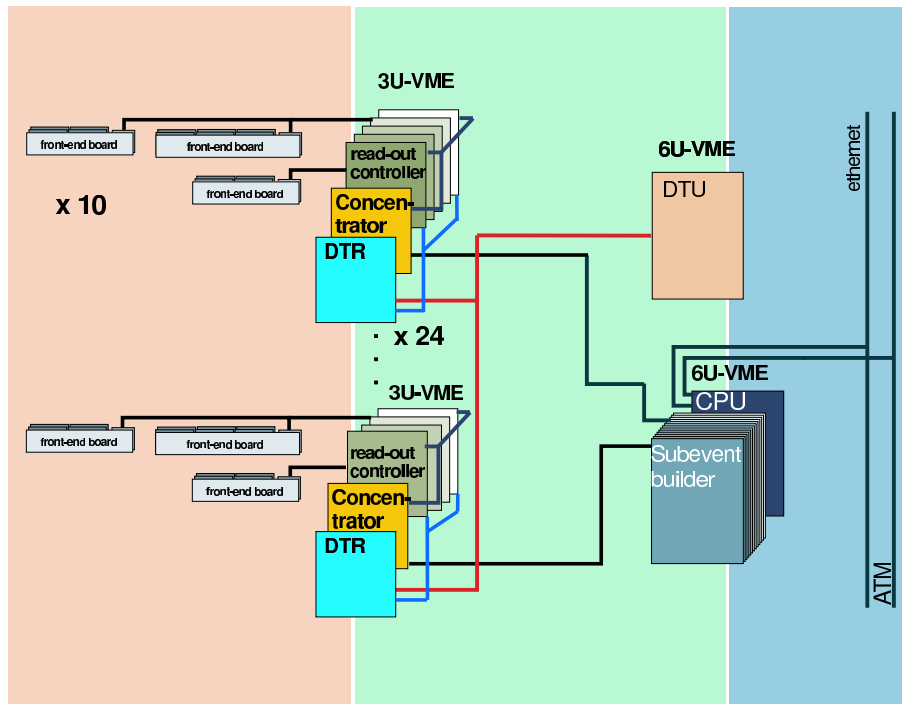 3U-VME
front-end board
front-end board
read-out
controller
6U-VME
ethernet
front-end board
DTU
x 10
Concen-
trator
DTR
x 24
6U-VME
3U-VME
CPU
front-end board
front-end board
read-out
controller
Subevent
builder
front-end board
Concen-
trator
DTR
ATM